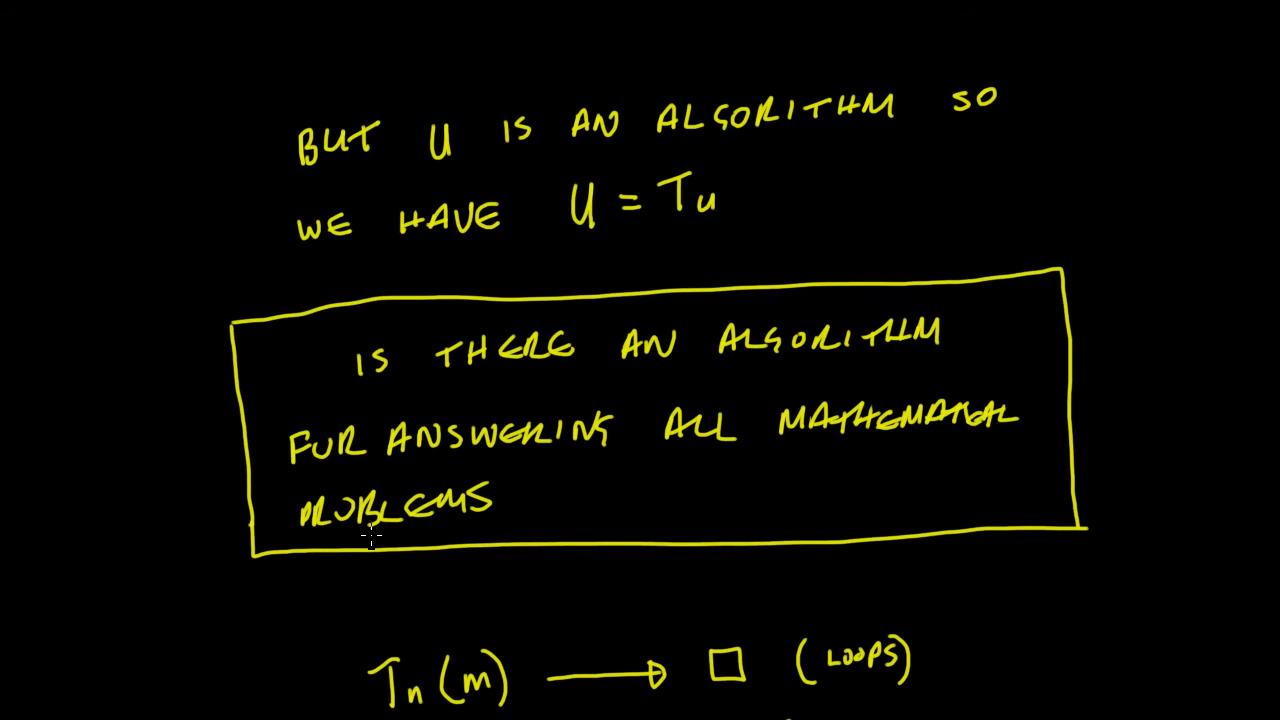 BUT U IS AN ALGORITHM SO
WE HAVE U = Tu
IS THERE AN ALGORITHM
FOR ANSWERING ALL MATHEMATICAL
PROBLEMS
Tn (m) → □ (LOOPS)